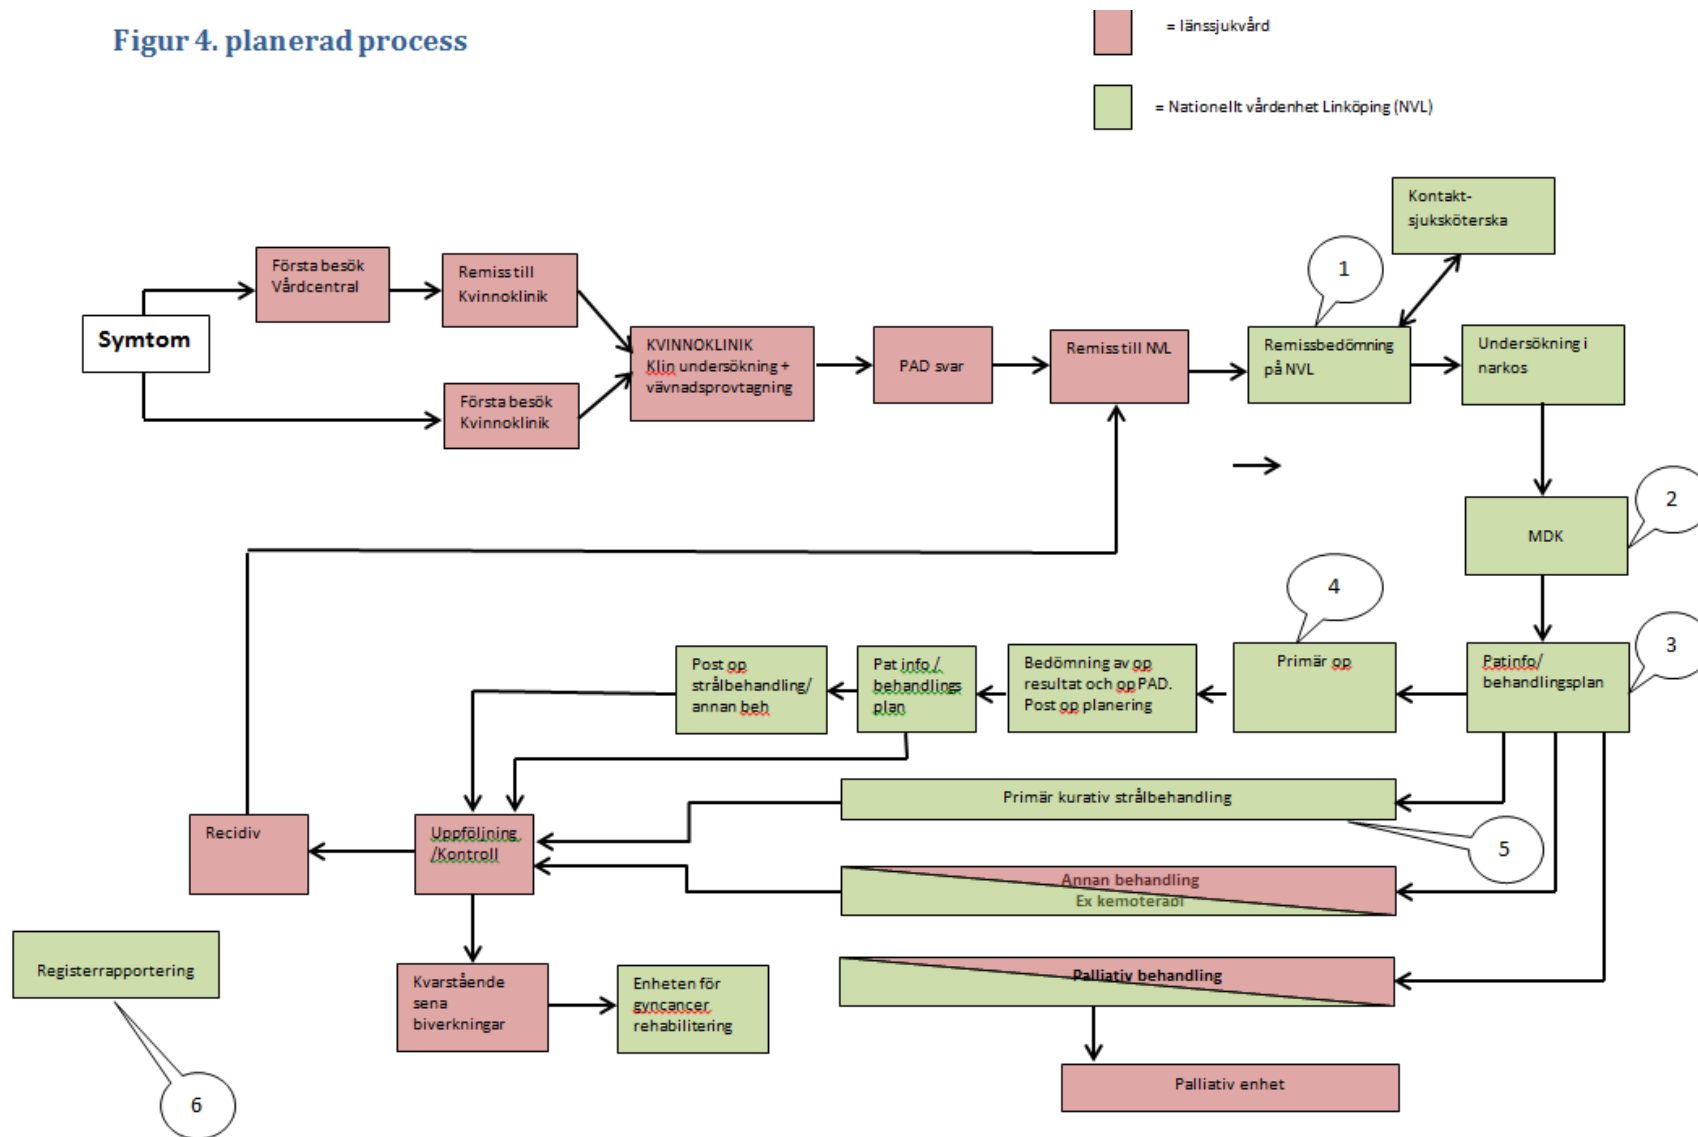 Figur 4. planerad process
= länssjukvård
= Nationellt vårdenhet Linköping (NVL)
Kontakt-
sjuksköterska
1
Första besök
Vårdcentral
Remiss till
Kvinnoklinik
Symtom
KVINNOKLINIK
Klin undersökning +
vävnadsprovtagning
PAD svar
Remiss till NVL
Remissbedömning
på NVL
Undersökning i
narkos
Första besök
Kvinnoklinik
2
MDK
4
3
Post op
strålbehandling/
annan beh
Pat info /
behandlings
plan
Bedömning av op
resultat och op PAD.
Post op planering
Primär op
Patinfo/
behandlingsplan
Primär kurativ strålbehandling
5
Recidiv
Uppföljning
/Kontroll
Annan behandling
Ex kemoterapi
Registerrapportering
Kvarstående
sena
biverkningar
Enheten för
gyncancer
rehabilitering
Palliativ behandling
Palliativ enhet
6